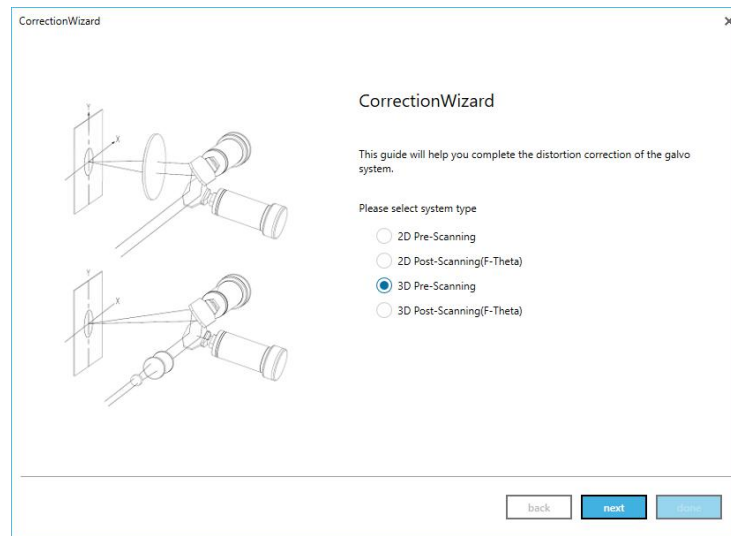 CorrectionWizard
CorrectionWizard
This guide will help you complete the distortion correction of the galvo
system.
Please select system type
2D Pre-Scanning
2D Post-Scanning(F-Theta)
3D Pre-Scanning
3D Post-Scanning(F-Theta)
Y
X
Y
X
back
next
done